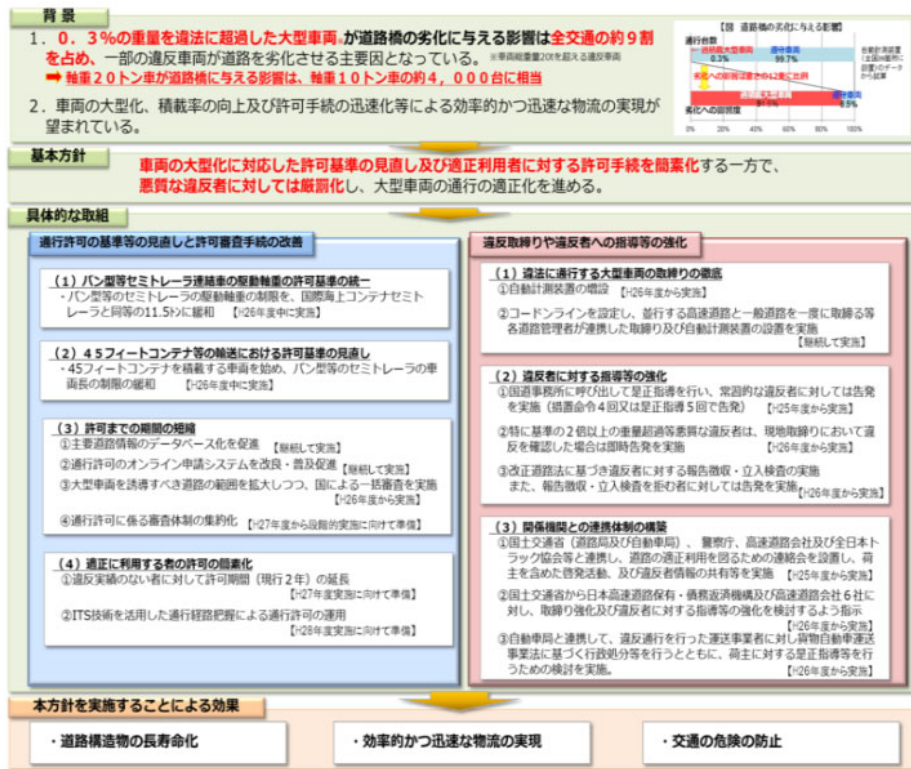 背 景
1．０．３％の重量を違法に超過した大型車両※が道路橋の劣化に与える影響は全交通の約９割
を占め、一部の違反車両が道路を劣化させる主要因となっている。 ※車両総重量20tを超える違反車両
➡ 軸重２０トン車が道路橋に与える影響は、軸重１０トン車の約４，０００台に相当
2．車両の大型化、積載率の向上及び許可手続の迅速化等による効率的かつ迅速な物流の実現が
望まれている。
【図 道路橋の劣化に与える影響】
通行台数
0.3%
遵守車両
99.7%
自動計測装置
劣化への影響は重さの12乗に比例
91.5%
遵守車両
8.5%
劣化への影響度
0% 20% 40% 60% 80% 100%
基本方針
車両の大型化に対応した許可基準の見直し及び適正利用者に対する許可手続を簡素化する一方で、
悪質な違反者に対しては厳罰化し、大型車両の通行の適正化を進める。
具体的な取組
通行許可の基準等の見直しと許可審査手続の改善
（１）バン型等セミトレーラ連結車の駆動軸重の許可基準の統一
・バン型等のセミトレーラの駆動軸重の制限を、国際海上コンテナセミト
レーラと同等の11.5トンに緩和 【H26年度中に実施】
（２）４５フィートコンテナ等の輸送における許可基準の見直し
・45フィートコンテナを積載する車両を始め、バン型等のセミトレーラの車
両長の制限の緩和 【H26年度中に実施】
（３）許可までの期間の短縮
①主要道路情報のデータベース化を促進 【継続して実施】
②通行許可のオンライン申請システムを改良・普及促進 【継続して実施】
③大型車両を誘導すべき道路の範囲を拡大しつつ、国による一括審査を実施
【H26年度から実施】
④通行許可に係る審査体制の集約化 【H27年度から段階的実施に向けて準備】
（４）適正に利用する者の許可の簡素化
①違反実績のない者に対して許可期間（現行２年）の延長
【H27年度実施に向けて準備】
②ITS技術を活用した通行経路把握による通行許可の運用
【H28年度実施に向けて準備】
違反取締りや違反者への指導等の強化
（１）違法に通行する大型車両の取締りの徹底
①自動計測装置の増設 【H26年度から実施】
②コードンラインを設定し、並行する高速道路と一般道路を一度に取締る等
各道路管理者が連携した取締り及び自動計測装置の設置を実施
【継続して実施】
（２）違反者に対する指導等の強化
①国道事務所に呼び出して是正指導を行い、常習的な違反者に対しては告発
を実施（措置命令４回又は是正指導５回で告発） 【H25年度から実施】
②特に基準の２倍以上の重量超過等悪質な違反者は、現地取締りにおいて違
反を確認した場合は即時告発を実施 【H26年度から実施】
③改正道路法に基づき違反者に対する報告徴収・立入検査の実施
また、報告徴収・立入検査を拒む者に対しては告発を実施 【H26年度から実施】
（３）関係機関との連携体制の構築
①国土交通省（道路局及び自動車局）、警察庁、高速道路会社及び全日本ト
ラック協会等と連携し、道路の適正利用を図るための連絡会を設置し、荷
主を含めた啓発活動、及び違反者情報の共有等を実施 【H25年度から実施】
②国土交通省から日本高速道路保有・債務返済機構及び高速道路会社６社に
対し、取締り強化及び違反者に対する指導等の強化を検討するよう指示
【H26年度から実施】
③自動車局と連携して、違反通行を行った運送事業者に対し貨物自動車運送
事業法に基づく行政処分等を行うとともに、荷主に対する是正指導等を行
うための検討を実施。 【H26年度から実施】
本方針を実施することによる効果
・道路構造物の長寿命化
・効率的かつ迅速な物流の実現
・交通の危険の防止